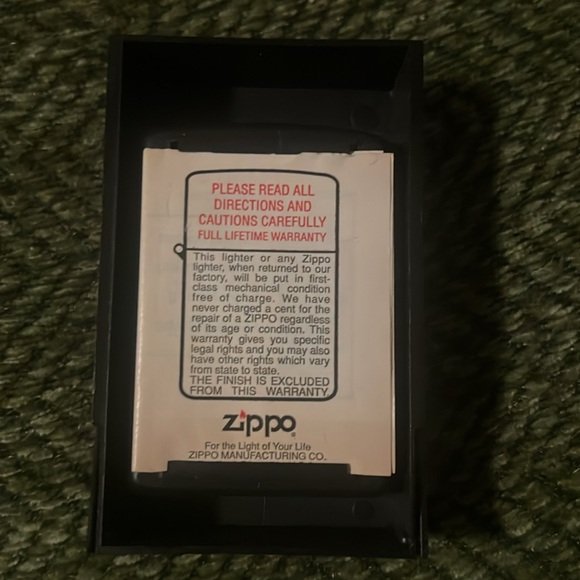 PLEASE READ ALL
DIRECTIONS AND
CAUTIONS CAREFULLY
FULL LIFETIME WARRANTY
This lighter or any Zippo
lighter, when returned to our
factory, will be put in first-
class mechanical condition
free of charge. We have
never charged a cent for the
repair of a ZIPPO regardless
of its age or condition. This
warranty gives you specific
legal rights and you may also
have other rights which vary
from state to state.
THE FINISH IS EXCLUDED
FROM THIS WARRANTY
Zippo
For the Light of Your Life
ZIPPO MANUFACTURING CO.